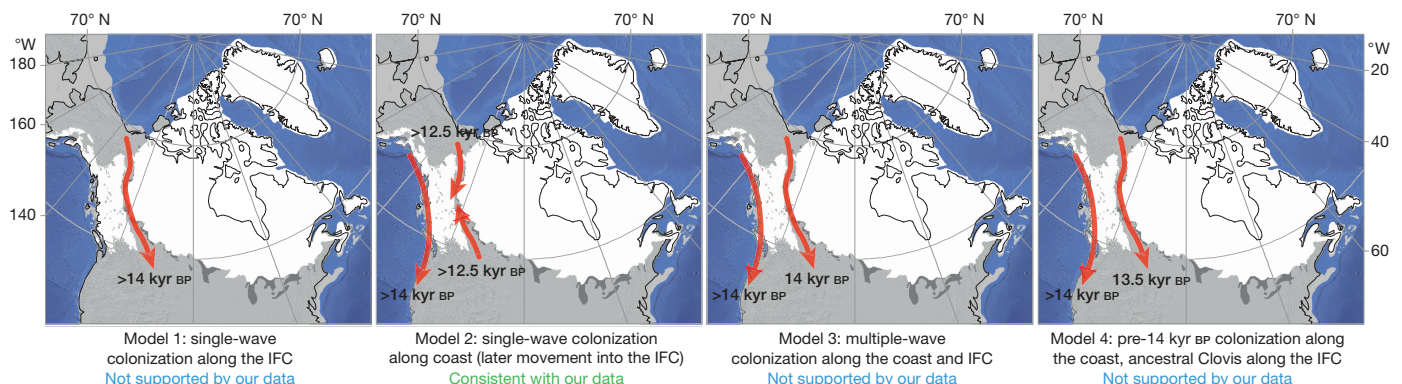 70° N 70° N 70° N 70° N 70° N 70° N 70° N 70° N
°W
180
160
140
°W
20
40
60
>14 kyr BP
>12.5 kyr BP
>12.5 kyr BP
>14 kyr BP
>14 kyr BP
14 kyr BP
>14 kyr BP
13.5 kyr BP
Model 1: single-wave
colonization along the IFC
Not supported by our data
Model 2: single-wave colonization
along coast (later movement into the IFC)
Consistent with our data
Model 3: multiple-wave
colonization along the coast and IFC
Not supported by our data
Model 4: pre-14 kyr BP colonization along
the coast, ancestral Clovis along the IFC
Not supported by our data